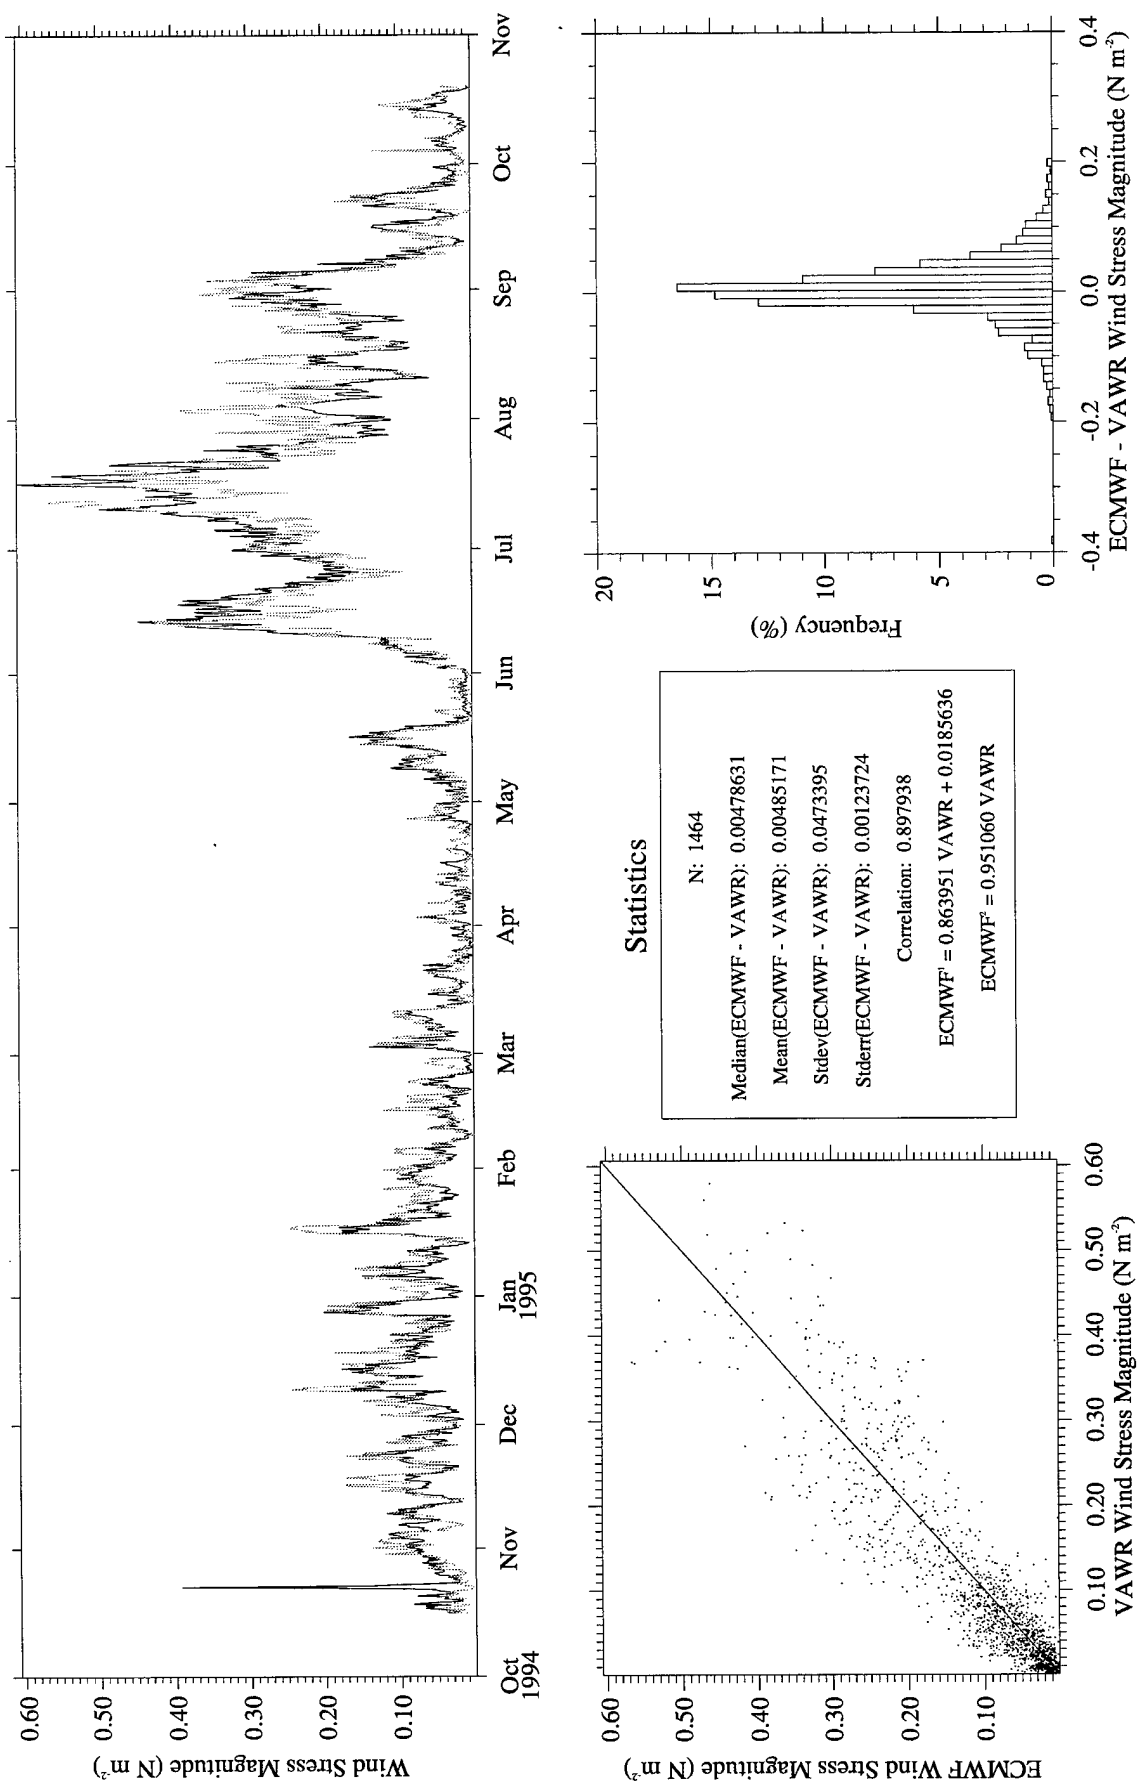 0.60
0.50
0.40
0.30
0.20
0.10
Wind Stress Magnitude (N m⁻²)
Oct
1994
Nov
Dec
Jan
1995
Feb
Mar
Apr
May
Jun
Jul
Aug
Sep
Oct
Nov
0.60
0.50
0.40
0.30
0.20
0.10
ECMWF Wind Stress Magnitude (N m⁻²)
0.10
0.20
0.30
0.40
0.50
0.60
VAWR Wind Stress Magnitude (N m⁻²)
Statistics
N: 1464
Median(ECMWF - VAWR): 0.00478631
Mean(ECMWF - VAWR): 0.00485171
Stdev(ECMWF - VAWR): 0.0473395
Stderr(ECMWF - VAWR): 0.00123724
Correlation: 0.897938
ECMWF¹ = 0.863951 VAWR + 0.0185636
ECMWF² = 0.951060 VAWR
20
15
10
5
0
Frequency (%)
-0.4
-0.2
0.0
0.2
0.4
ECMWF - VAWR Wind Stress Magnitude (N m⁻²)